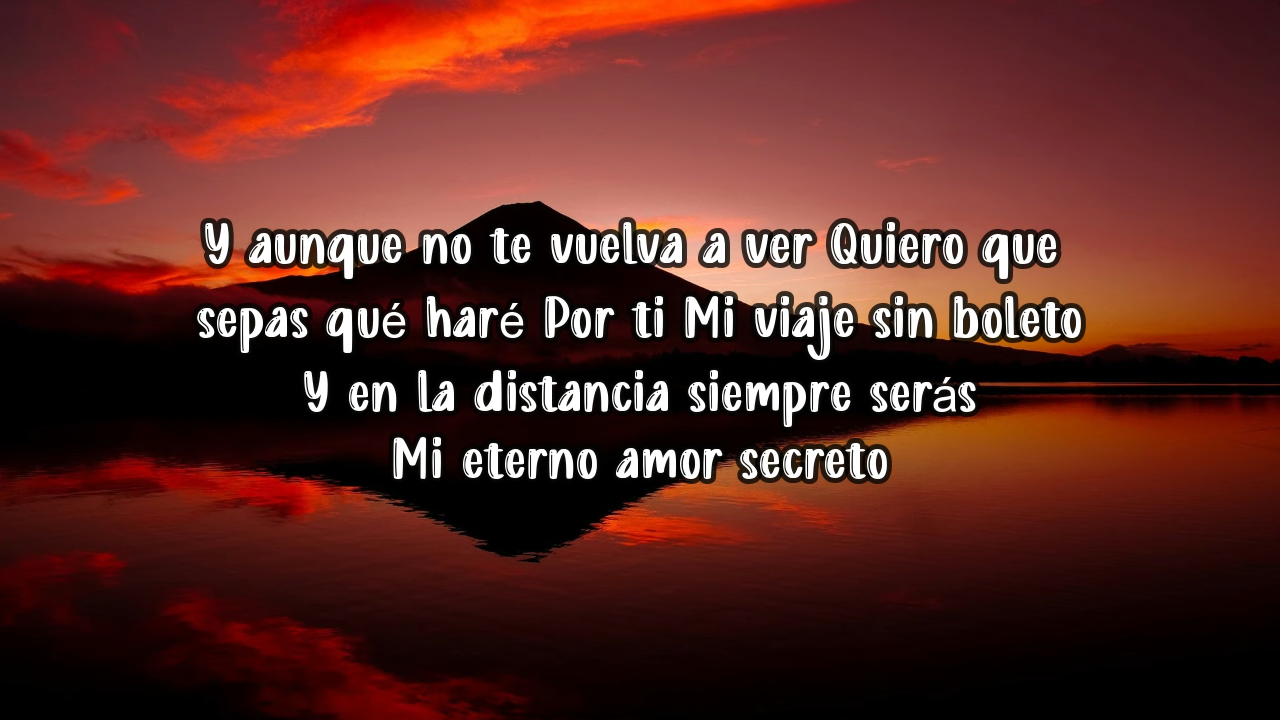 Y aunque no te vuelva a ver Quiero que
sepas qué haré Por ti Mi viaje sin boleto
Y en la distancia siempre serás
Mi eterno amor secreto